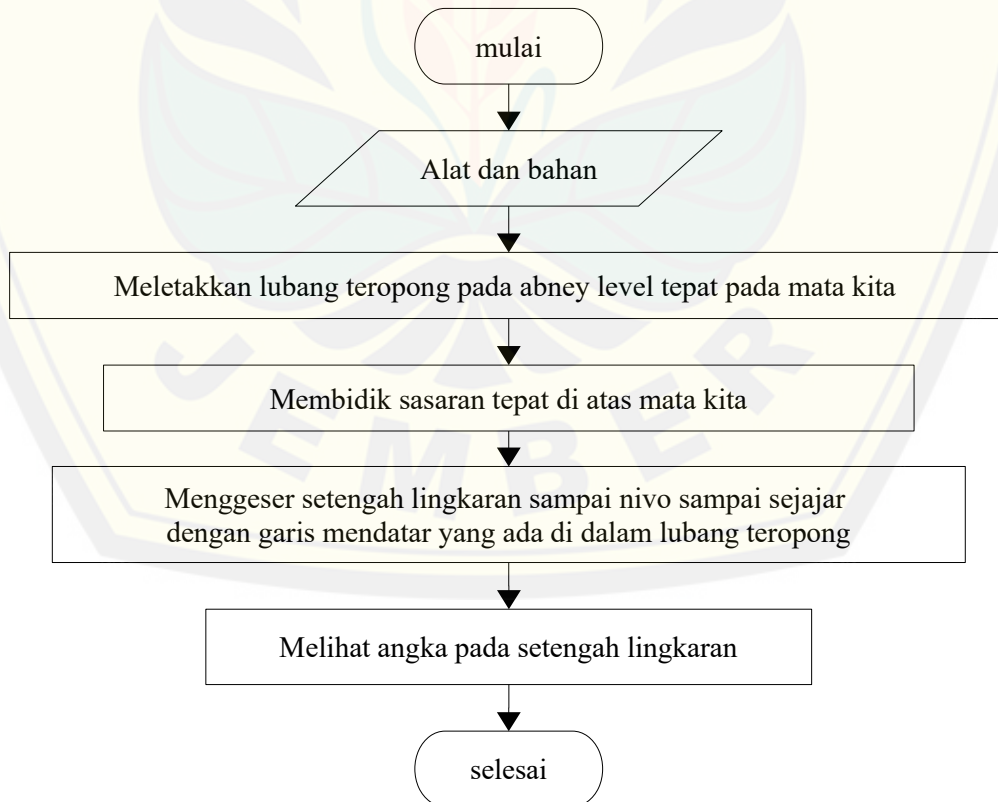 mulai
Alat dan bahan
Meletakkan lubang teropong pada abney level tepat pada mata kita
Membidik sasaran tepat di atas mata kita
JEMBER
Menggeser setengah lingkaran sampai nivo sampai sejajar
dengan garis mendatar yang ada di dalam lubang teropong
Melihat angka pada setengah lingkaran
selesai